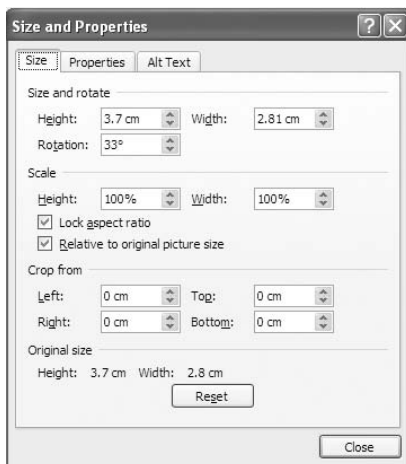 Size and Properties
Size Properties Alt Text
Size and rotate
Height: 3.7 cm Width: 2.81 cm
Rotation: 33°
Scale
Height: 100% Width: 100%
Lock aspect ratio
Relative to original picture size
Crop from
Left: 0 cm Top: 0 cm
Right: 0 cm Bottom: 0 cm
Original size
Height: 3.7 cm Width: 2.8 cm
Reset
Close